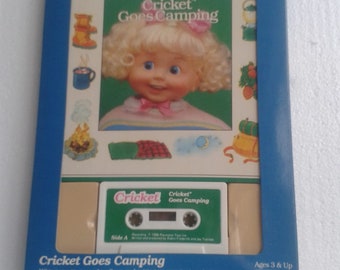 Cricket
Goes Camping
Cricket
Cricket®
Goes Camping
Side A
Cricket Goes Camping
Ages 3 & Up